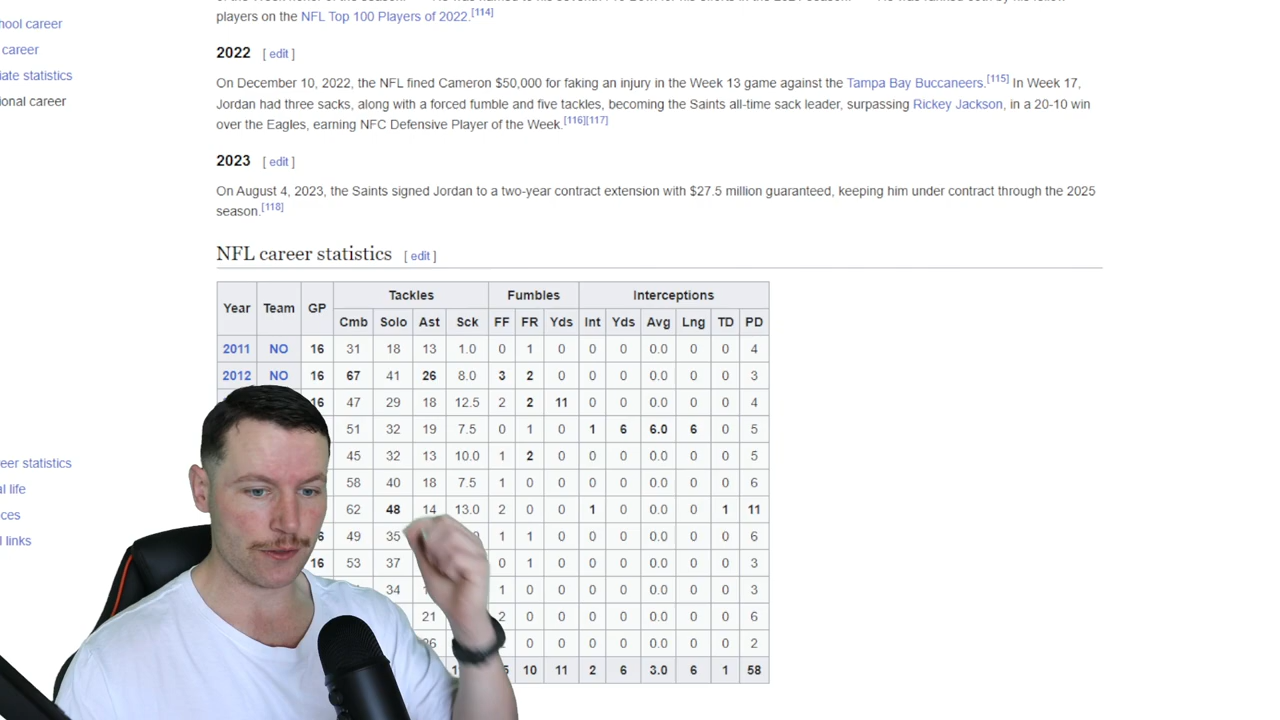 hool career
career
iate statistics
ional career
eer statistics
al life
ces
l links
players on the NFL Top 100 Players of 2022.[114]
2022 [ edit ]
On December 10, 2022, the NFL fined Cameron $50,000 for faking an injury in the Week 13 game against the Tampa Bay Buccaneers.[115] In Week 17,
Jordan had three sacks, along with a forced fumble and five tackles, becoming the Saints all-time sack leader, surpassing Rickey Jackson, in a 20-10 win
over the Eagles, earning NFC Defensive Player of the Week.[116][117]
2023 [ edit ]
On August 4, 2023, the Saints signed Jordan to a two-year contract extension with $27.5 million guaranteed, keeping him under contract through the 2025
season.[118]
NFL career statistics [ edit ]
Year Team GP Tackles Fumbles Interceptions
Cmb Solo Ast Sck FF FR Yds Int Yds Avg Lng TD PD
2011 NO 16 31 18 13 1.0 0 1 0 0 0 0.0 0 0 4
2012 NO 16 67 41 26 8.0 3 2 0 0 0 0.0 0 0 3
16 47 29 18 12.5 2 2 11 0 0 0.0 0 0 4
51 32 19 7.5 0 1 0 1 6 6.0 6 0 5
45 32 13 10.0 1 2 0 0 0 0.0 0 0 5
58 40 18 7.5 1 0 0 0 0 0.0 0 0 6
62 48 14 13.0 2 0 0 1 0 0.0 0 1 11
6 49 35 1 1 0 0 0 0.0 0 0 6
16 53 37 0 1 0 0 0 0.0 0 0 3
34 1 0 0 0 0 0.0 0 0 3
21 2 0 0 0 0 0.0 0 0 6
0 0 0 0 0.0 0 0 2
10 11 2 6 3.0 6 1 58